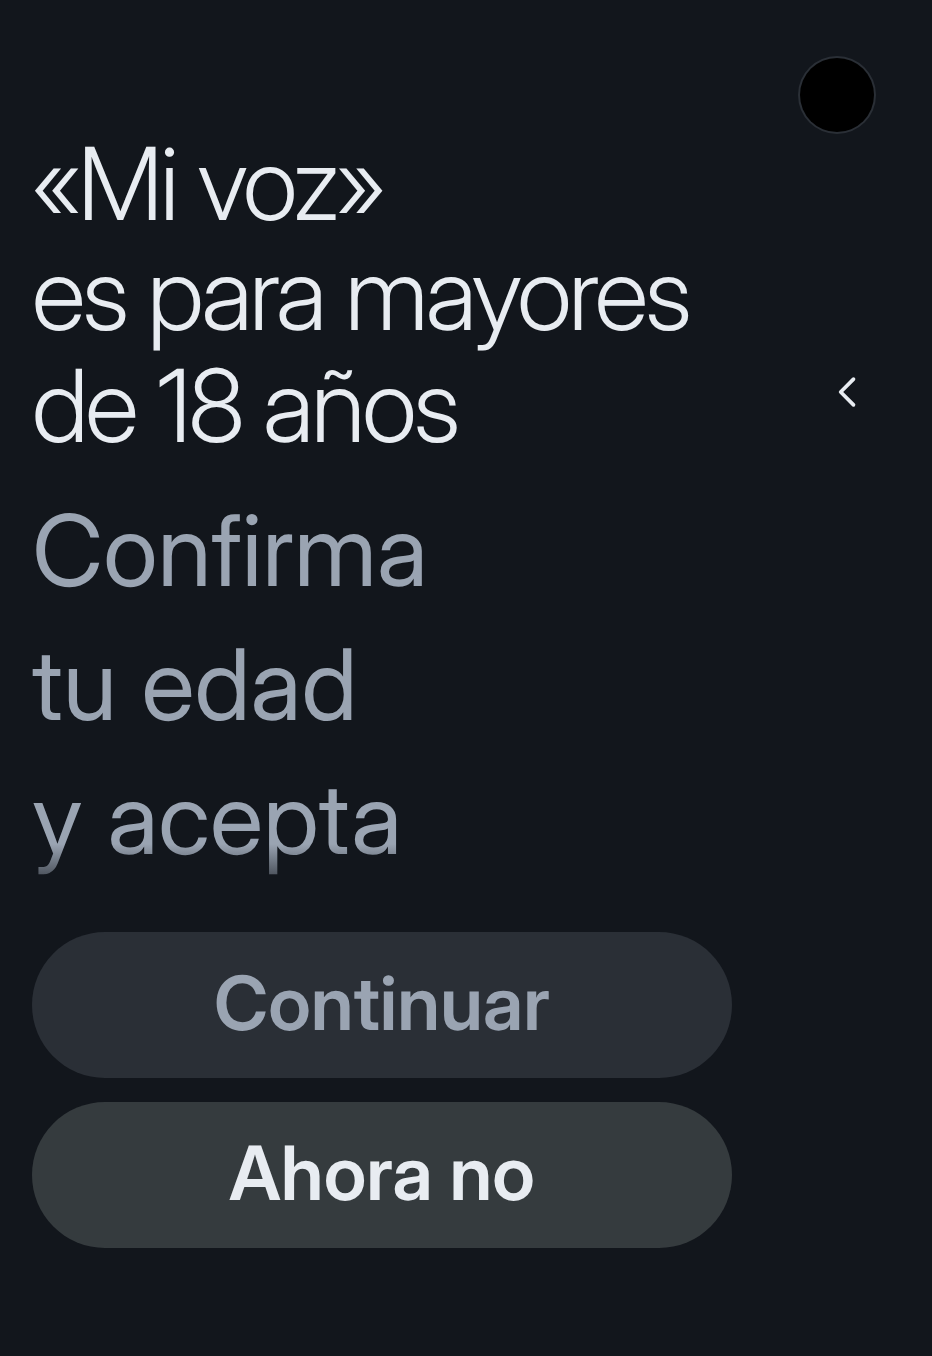 «Mi voz»
es para mayores
de 18 años
Confirma
tu edad
y acepta
Continuar
Ahora no